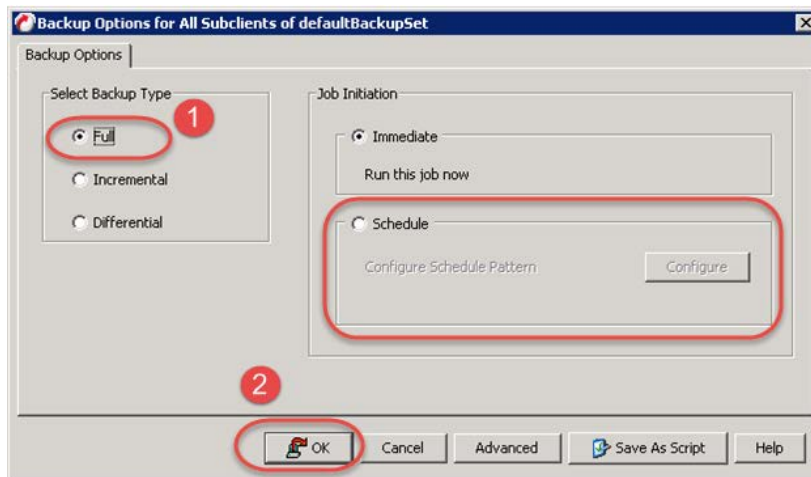 Backup Options for All Subclients of defaultBackupSet
Backup Options
Select Backup Type
Full
1
Incremental
Differential
Job Initiation
Immediate
Run this job now
Schedule
Configure Schedule Pattern
Configure
2
OK
Cancel
Advanced
Save As Script
Help